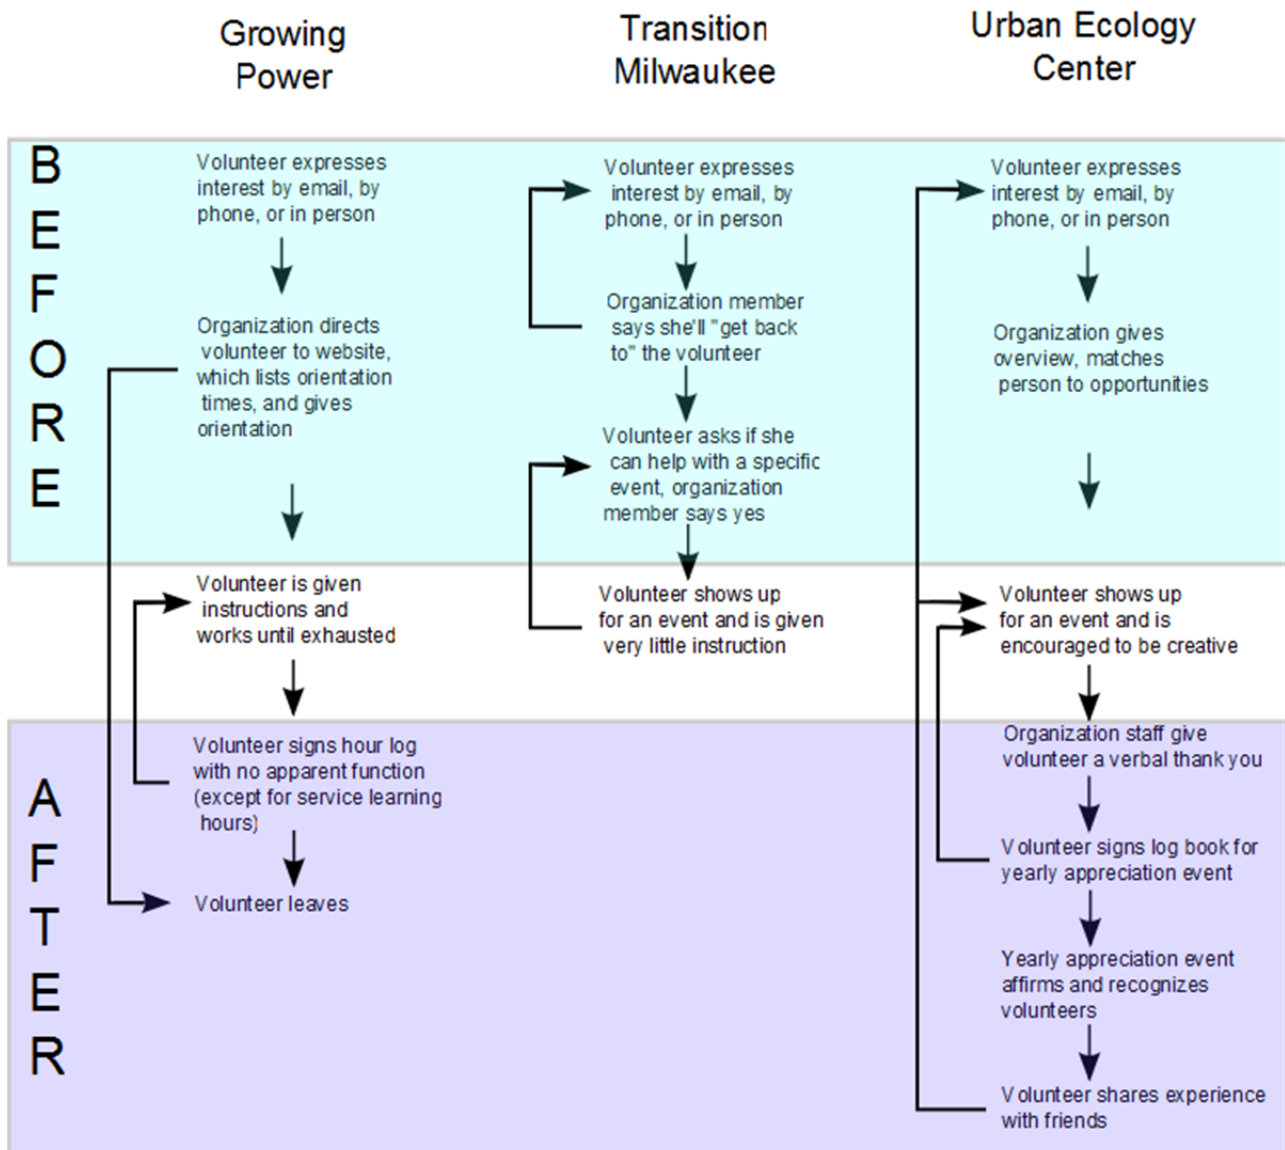 Growing
Power
Transition
Milwaukee
Urban Ecology
Center
B
E
F
O
R
E
Volunteer expresses
interest by email, by
phone, or in person
Organization directs
volunteer to website,
which lists orientation
times, and gives
orientation
Volunteer is given
instructions and
works until exhausted
Volunteer signs hour log
with no apparent function
(except for service learning
hours)
Volunteer leaves
Volunteer expresses
interest by email, by
phone, or in person
Organization member
says she'll "get back
to" the volunteer
Volunteer asks if she
can help with a specific
event, organization
member says yes
Volunteer shows up
for an event and is given
very little instruction
Volunteer expresses
interest by email, by
phone, or in person
Organization gives
overview, matches
person to opportunities
Volunteer shows up
for an event and is
encouraged to be creative
Organization staff give
volunteer a verbal thank you
Volunteer signs log book for
yearly appreciation event
Yearly appreciation event
affirms and recognizes
volunteers
Volunteer shares experience
with friends
A
F
T
E
R